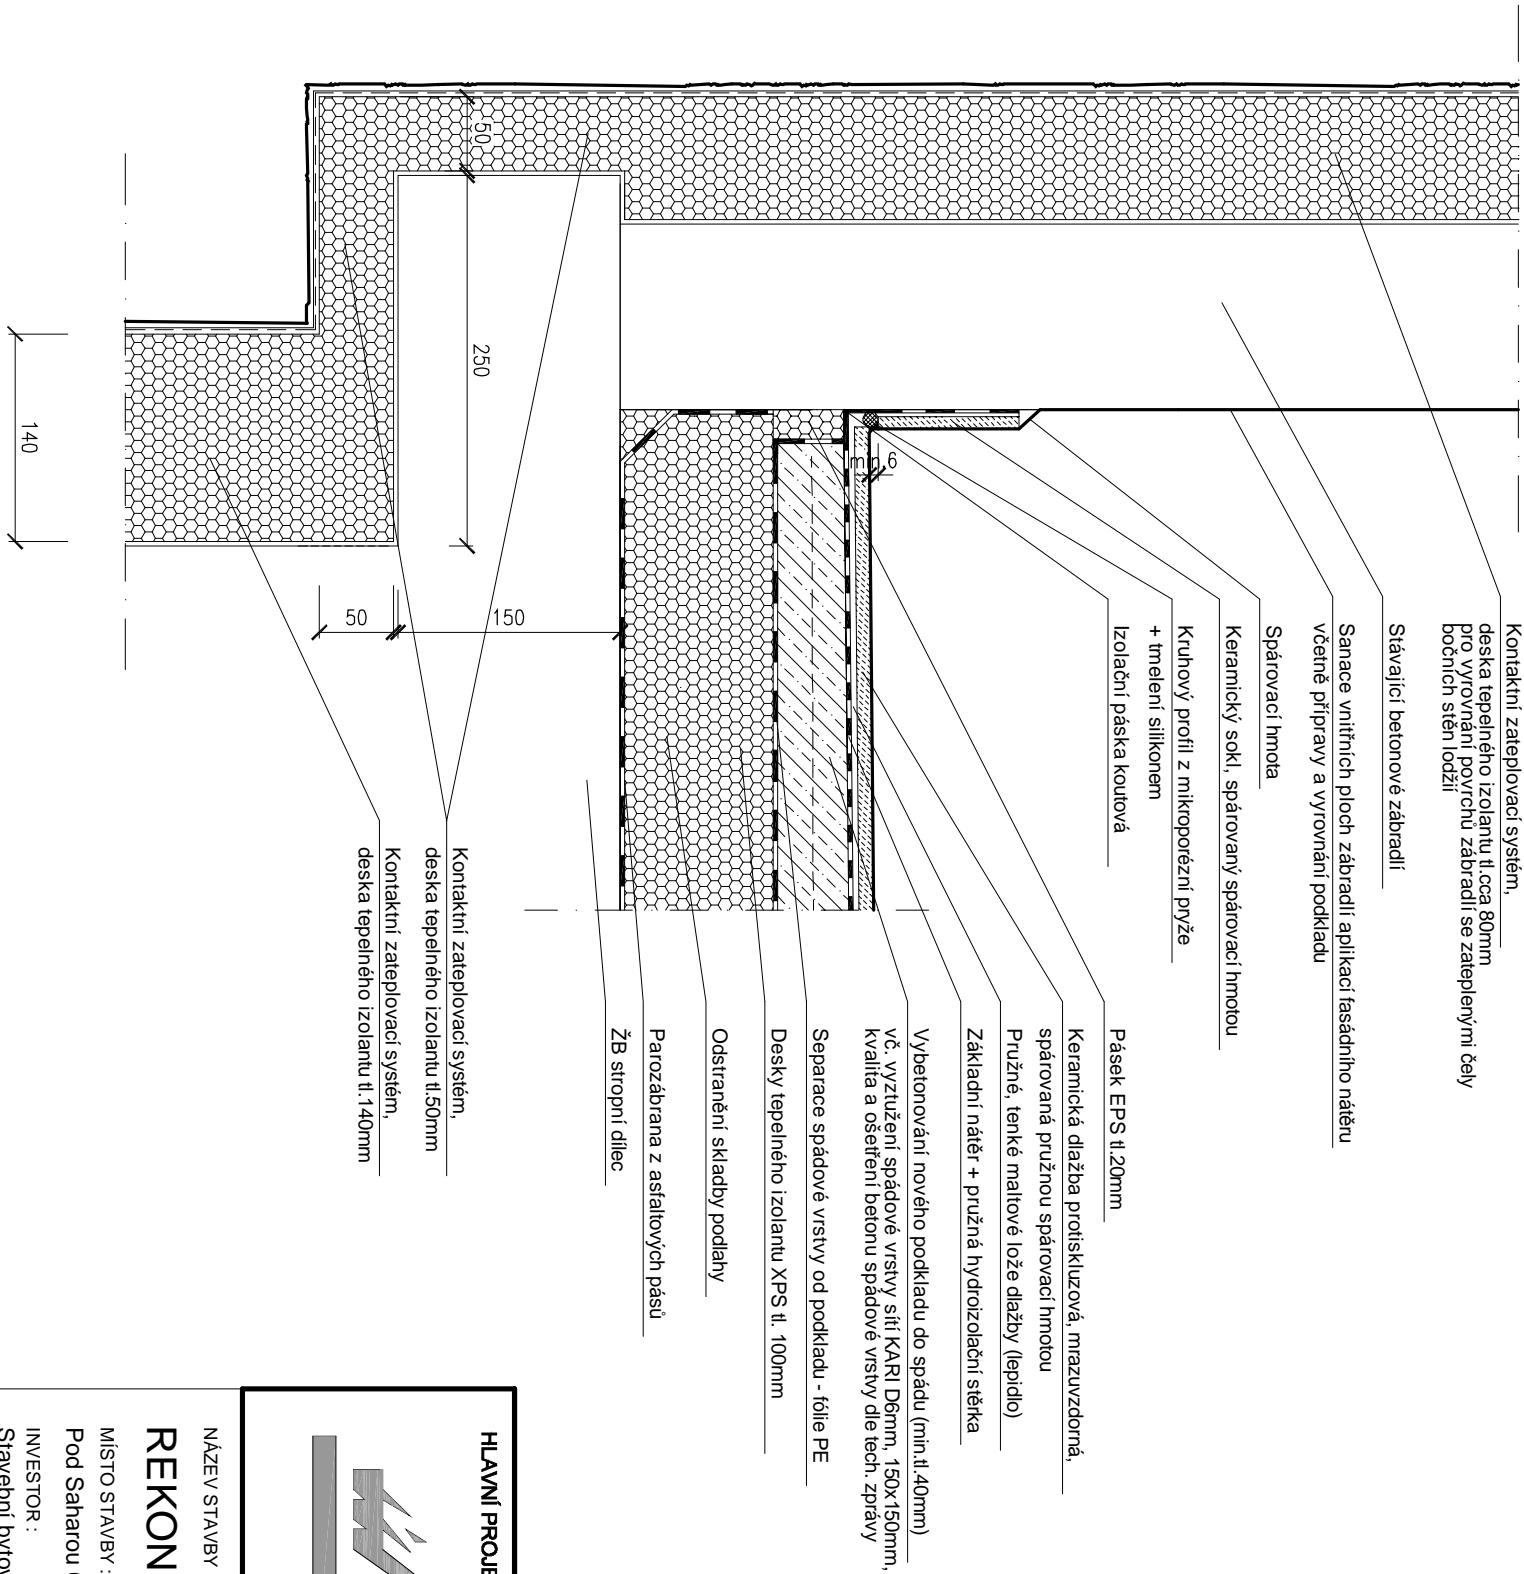 Kontaktní zateplovací systém,
deska tepelného izolantu tl.cca 80mm
pro vyrovnání povrchů zábradlí se zateplenými čely
bočních stěn lodžií
Stávající betonové zábradlí
Sanace vnitřních ploch zábradlí aplikací fasádního nátěru
včetně přípravy a vyrovnání podkladu
Spárovací hmota
Keramický sokl, spárovaný spárovací hmotou
Kruhový profil z mikroporézní pryže
+ tmelení silikonem
Izolační páska koutová
Pásek EPS tl.20mm
Keramická dlažba protiskluzová, mrazuvzdorná,
spárovaná pružnou spárovací hmotou
Pružné, tenké maltové lože dlažby (lepidlo)
Základní nátěr + pružná hydroizolační stěrka
Vybetonování nového podkladu do spádu (min.tl.40mm)
vč. vyztužení spádové vrstvy sítí KARI D6mm, 150x150mm,
kvalita a ošetření betonu spádové vrstvy dle tech. zprávy
Separace spádové vrstvy od podkladu - fólie PE
Desky tepelného izolantu XPS tl. 100mm
Odstranění skladby podlahy
Parozábrana z asfaltových pásů
ŽB stropní dílec
Kontaktní zateplovací systém,
deska tepelného izolantu tl.50mm
Kontaktní zateplovací systém,
deska tepelného izolantu tl.140mm
min.6
50
250
150
50
140
HLAVNÍ PROJE
NÁZEV STAVBY
REKON
MÍSTO STAVBY :
Pod Saharou
INVESTOR :
Stavební bytov